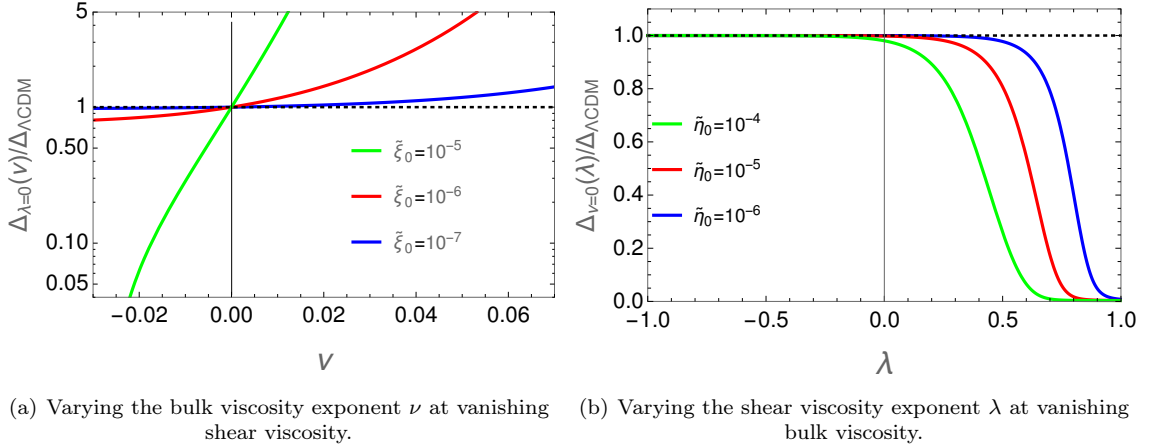 5
1
0.50
0.10
0.05
Δλ=0(ν)/ΔΛCDM
ξ̃₀=10⁻⁵
ξ̃₀=10⁻⁶
ξ̃₀=10⁻⁷
−0.02 0.00 0.02 0.04 0.06
ν
1.0
0.8
0.6
0.4
0.2
0.0
Δν=0(λ)/ΔΛCDM
η̃₀=10⁻⁴
η̃₀=10⁻⁵
η̃₀=10⁻⁶
−1.0 −0.5 0.0 0.5 1.0
λ
(a) Varying the bulk viscosity exponent ν at vanishing
shear viscosity.
(b) Varying the shear viscosity exponent λ at vanishing
bulk viscosity.